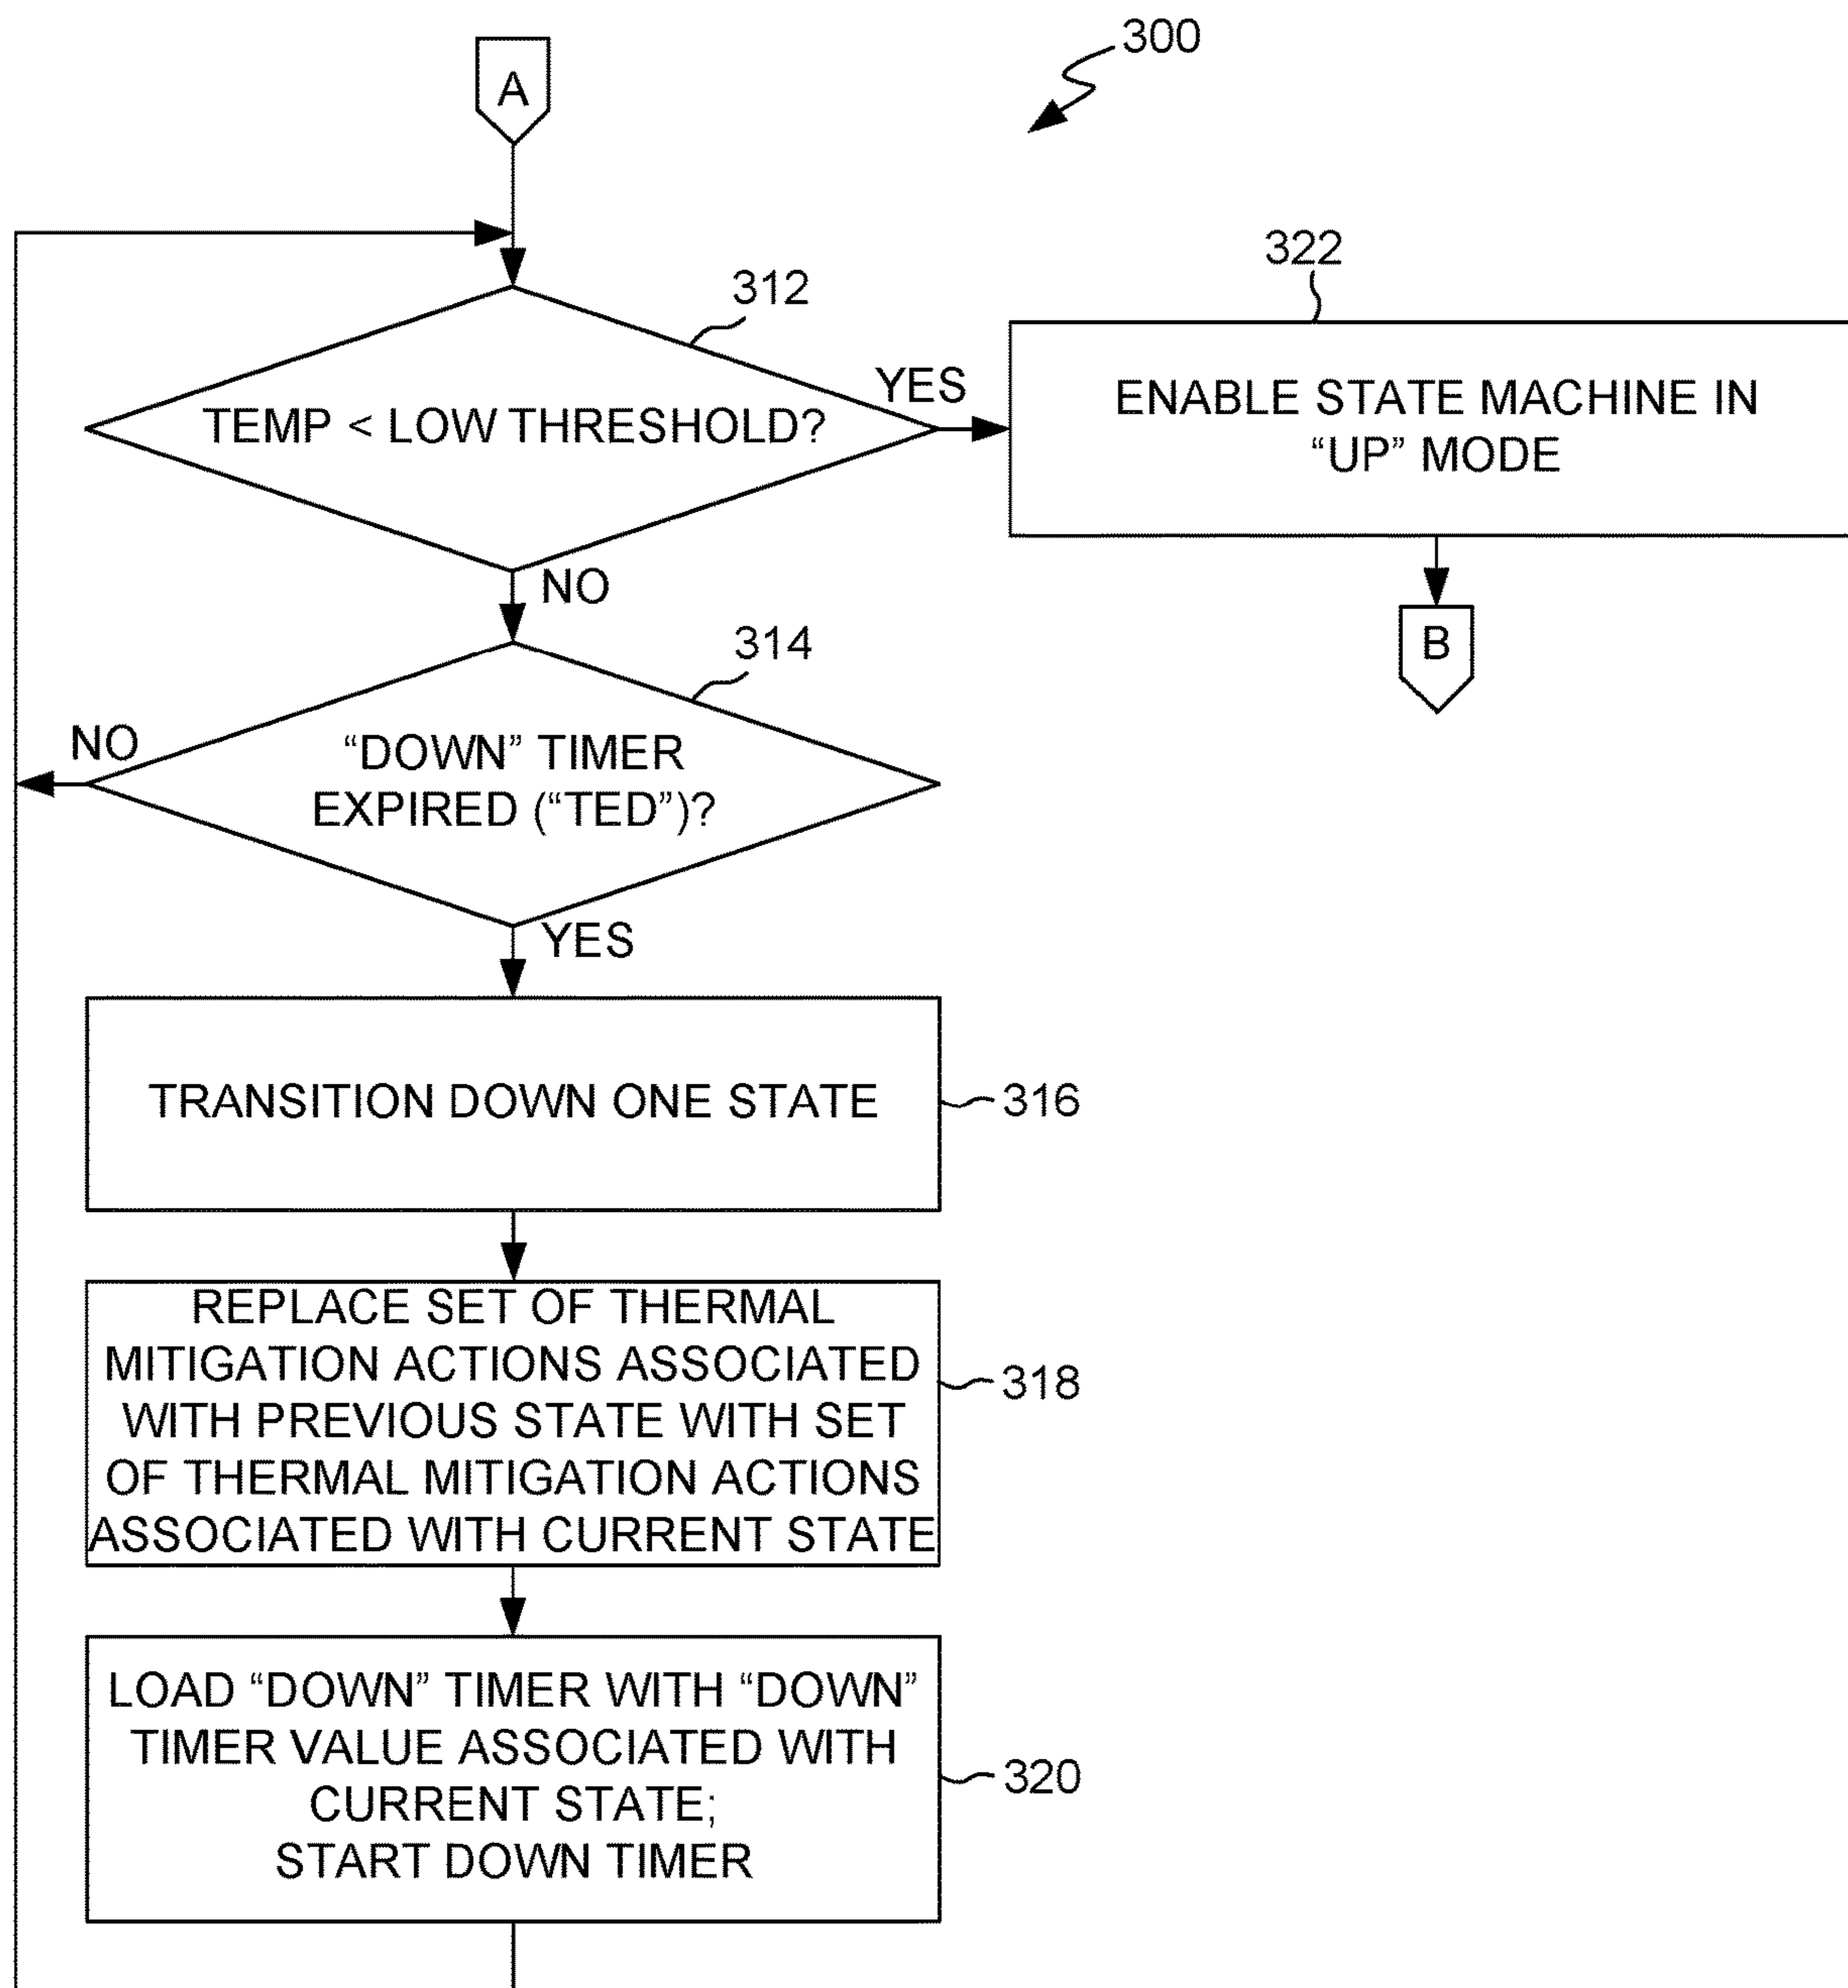 A
300
312
TEMP < LOW THRESHOLD?
YES
NO
322
ENABLE STATE MACHINE IN
“UP” MODE
B
314
“DOWN” TIMER
EXPIRED (“TED”)?
NO
YES
TRANSITION DOWN ONE STATE
316
REPLACE SET OF THERMAL
MITIGATION ACTIONS ASSOCIATED
WITH PREVIOUS STATE WITH SET
OF THERMAL MITIGATION ACTIONS
ASSOCIATED WITH CURRENT STATE
318
LOAD “DOWN” TIMER WITH “DOWN”
TIMER VALUE ASSOCIATED WITH
CURRENT STATE;
START DOWN TIMER
320